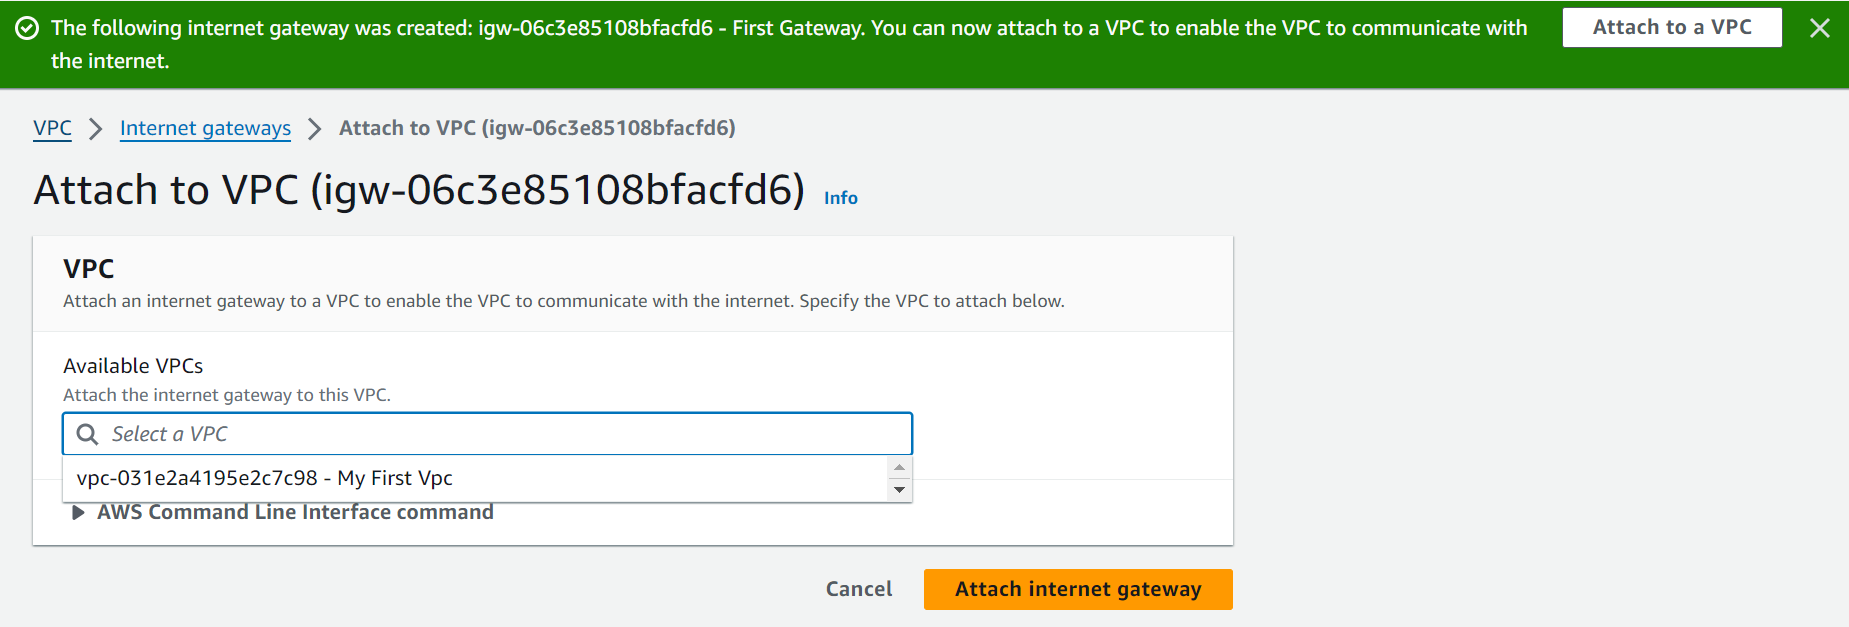 The following internet gateway was created: igw-06c3e85108bfacfd6 - First Gateway. You can now attach to a VPC to enable the VPC to communicate with
the internet.
Attach to a VPC
VPC
Internet gateways
Attach to VPC (igw-06c3e85108bfacfd6)
Attach to VPC (igw-06c3e85108bfacfd6) Info
VPC
Attach an internet gateway to a VPC to enable the VPC to communicate with the internet. Specify the VPC to attach below.
Available VPCs
Attach the internet gateway to this VPC.
Select a VPC
vpc-031e2a4195e2c7c98 - My First Vpc
AWS Command Line Interface command
Cancel
Attach internet gateway